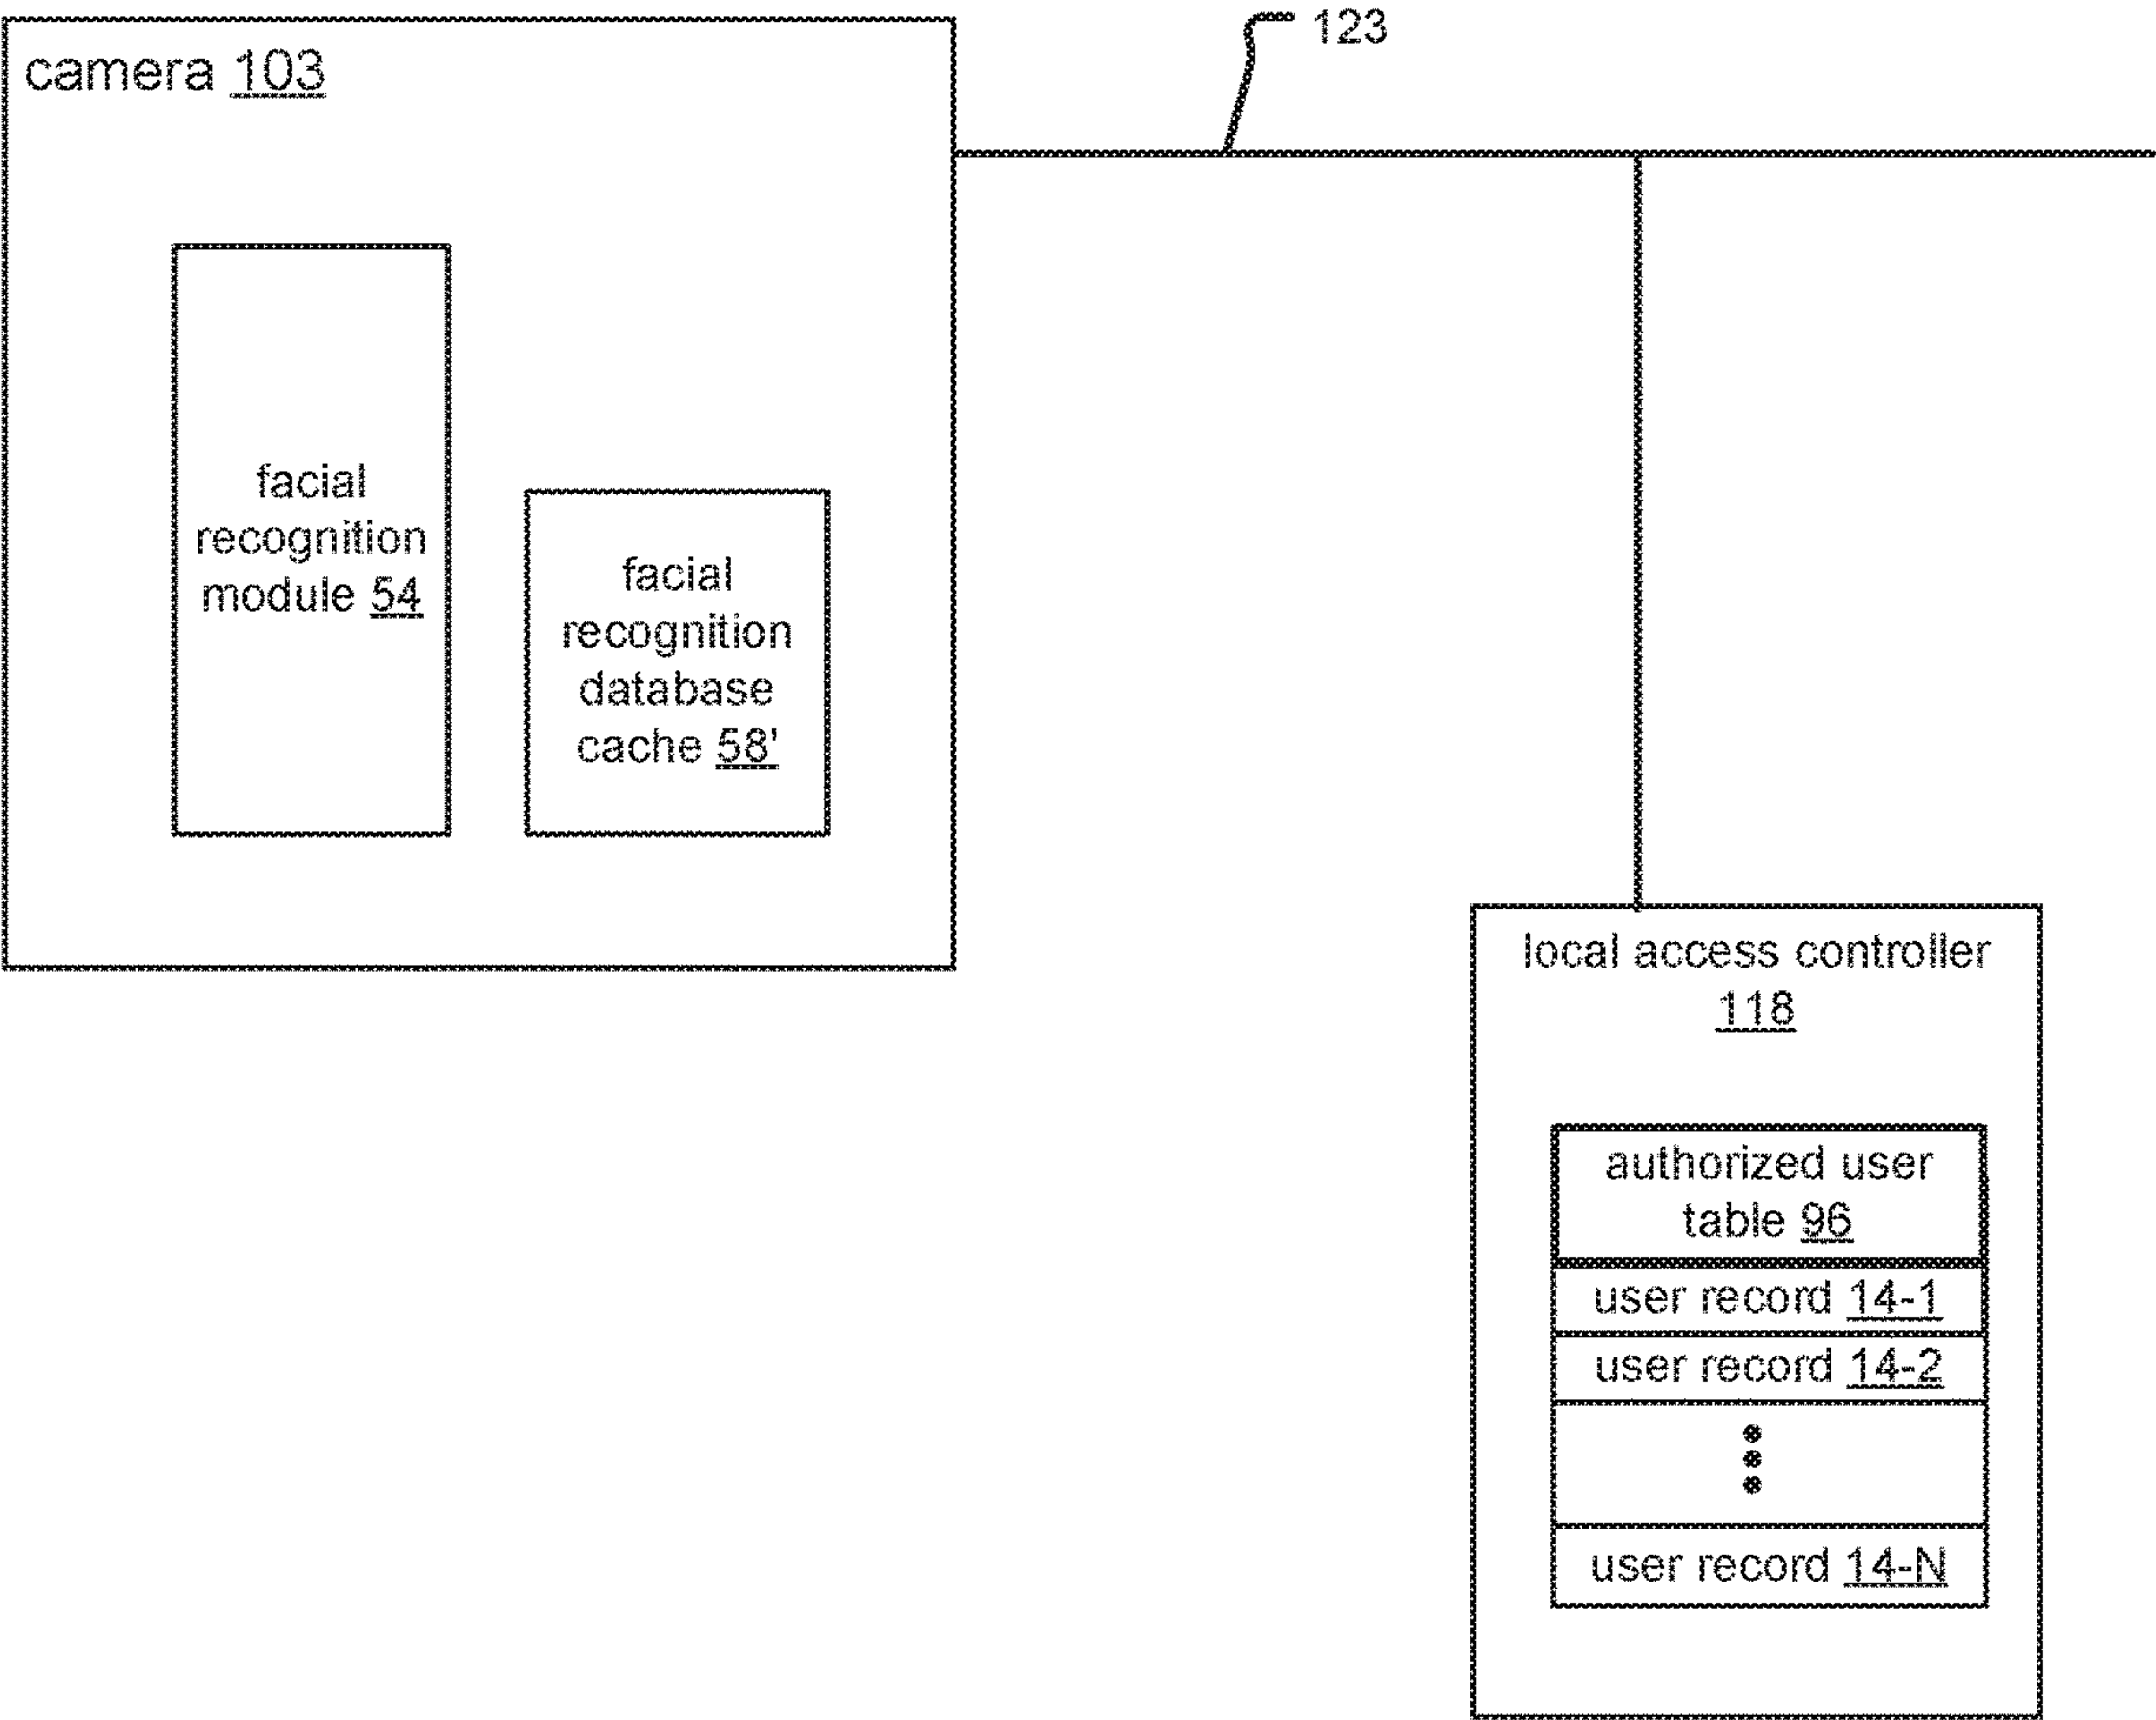 camera 103
123
facial
recognition
module 54
facial
recognition
database
cache 58'
local access controller
118
authorized user
table 96
user record 14-1
user record 14-2
user record 14-N